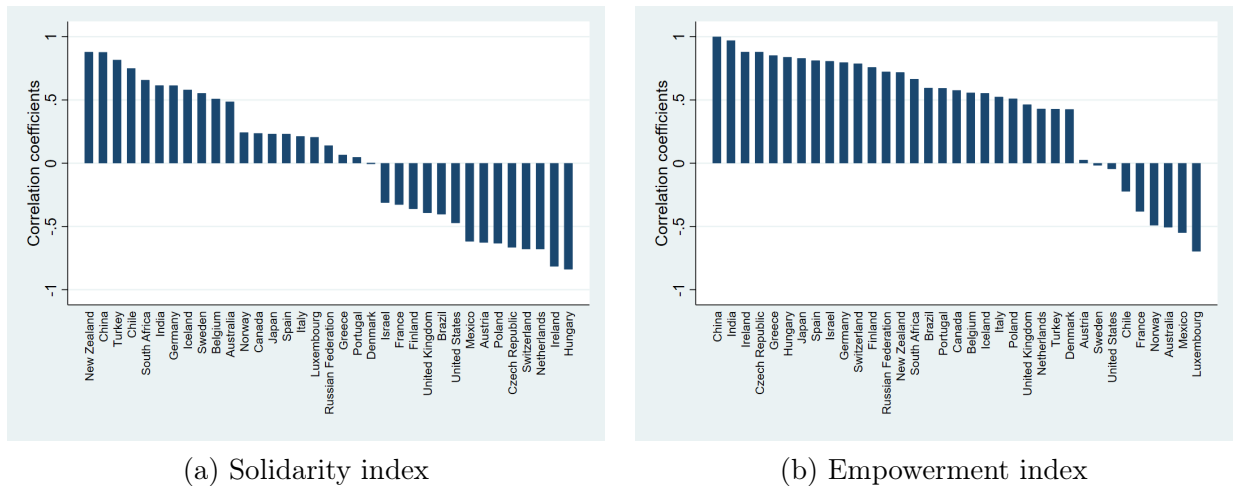 Correlation coefficients
1
.5
0
-.5
-1
New Zealand
China
Turkey
Chile
South Africa
India
Germany
Iceland
Sweden
Belgium
Australia
Norway
Canada
Japan
Spain
Italy
Luxembourg
Russian Federation
Greece
Portugal
Denmark
Israel
France
Finland
United Kingdom
Brazil
United States
Mexico
Austria
Poland
Czech Republic
Switzerland
Netherlands
Ireland
Hungary
(a) Solidarity index
Correlation coefficients
1
.5
0
-.5
-1
China
India
Ireland
Czech Republic
Greece
Hungary
Japan
Spain
Israel
Germany
Switzerland
Finland
Russian Federation
New Zealand
South Africa
Brazil
Portugal
Canada
Belgium
Iceland
Italy
Poland
United Kingdom
Netherlands
Turkey
Denmark
Austria
Sweden
United States
Chile
France
Norway
Australia
Mexico
Luxembourg
(b) Empowerment index